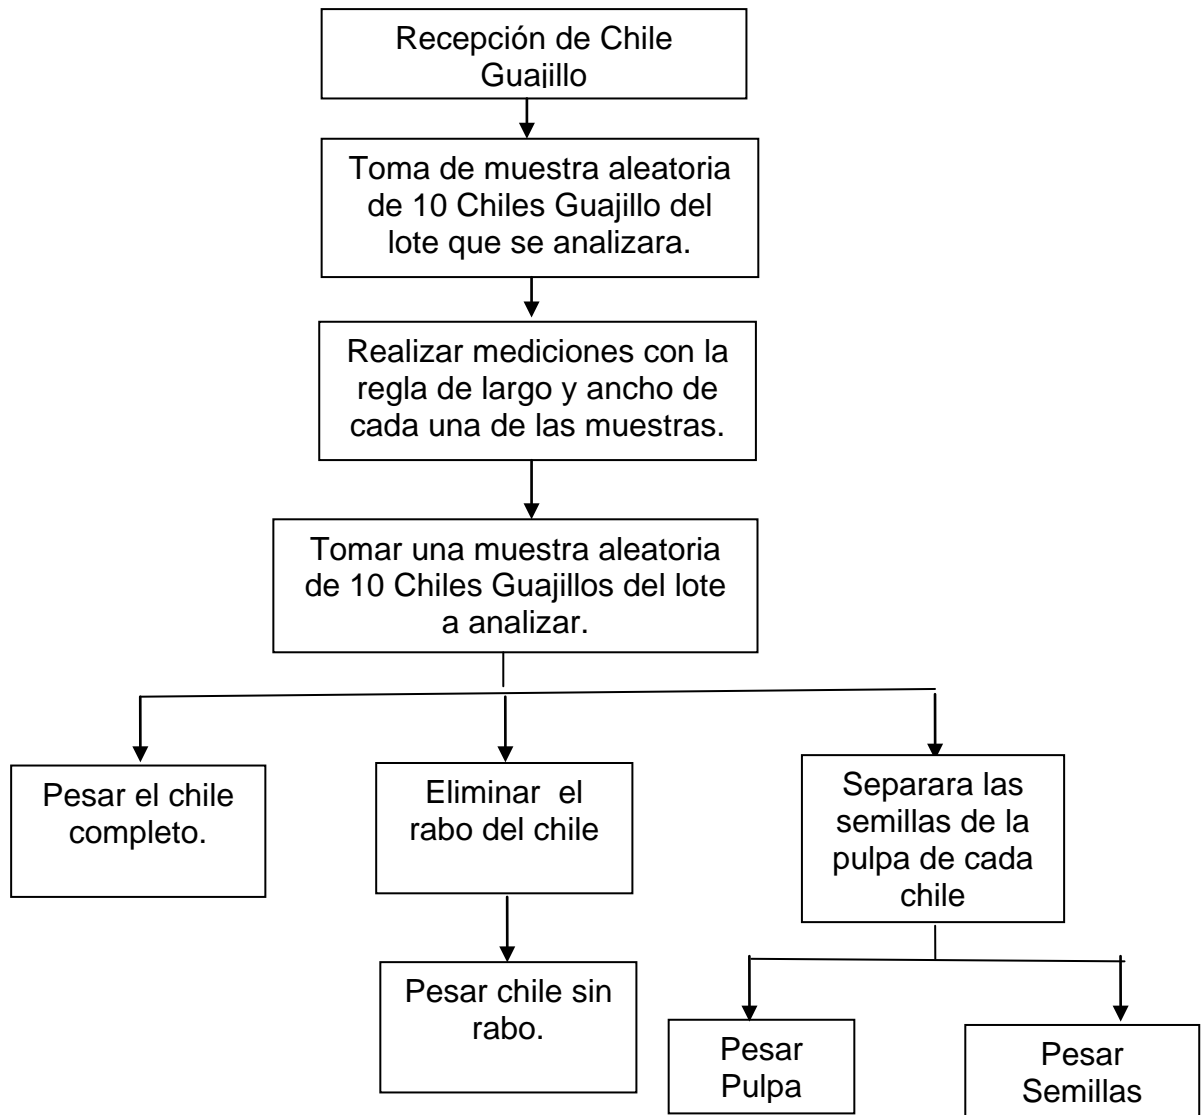 Recepción de Chile
Guajillo
Toma de muestra aleatoria
de 10 Chiles Guajillo del
lote que se analizara.
Realizar mediciones con la
regla de largo y ancho de
cada una de las muestras.
Tomar una muestra aleatoria
de 10 Chiles Guajillos del lote
a analizar.
Pesar el chile
completo.
Eliminar el
rabo del chile
Pesar chile sin
rabo.
Separara las
semillas de la
pulpa de cada
chile
Pesar
Pulpa
Pesar
Semillas